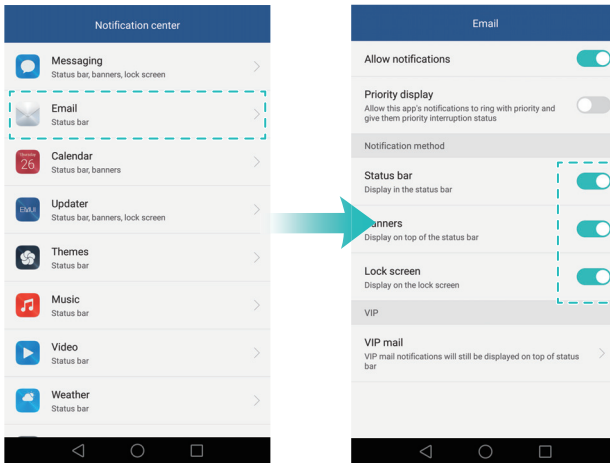 Notification center
Messaging
Status bar, banners, lock screen
Email
Status bar
26
Calendar
Status bar, banners
EMUI
Updater
Status bar, banners, lock screen
Themes
Status bar
Music
Status bar
Video
Status bar
Weather
Status bar
Email
Allow notifications
Priority display
Allow this app's notifications to ring with priority and
give them priority interruption status
Notification method
Status bar
Display in the status bar
anners
Display on top of the status bar
Lock screen
Display on the lock screen
VIP
VIP mail
VIP mail notifications will still be displayed on top of status
bar